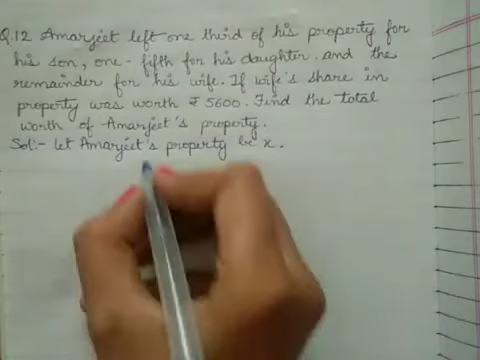 Q.12 Amarjeet left one third of his property for
his son, one-fifth for his daughter and the
remainder for his wife. If wife's share in
property was worth ₹ 5600. Find the total
worth of Amarjeet's property.
Sol:- let Amarjeet's property be x.